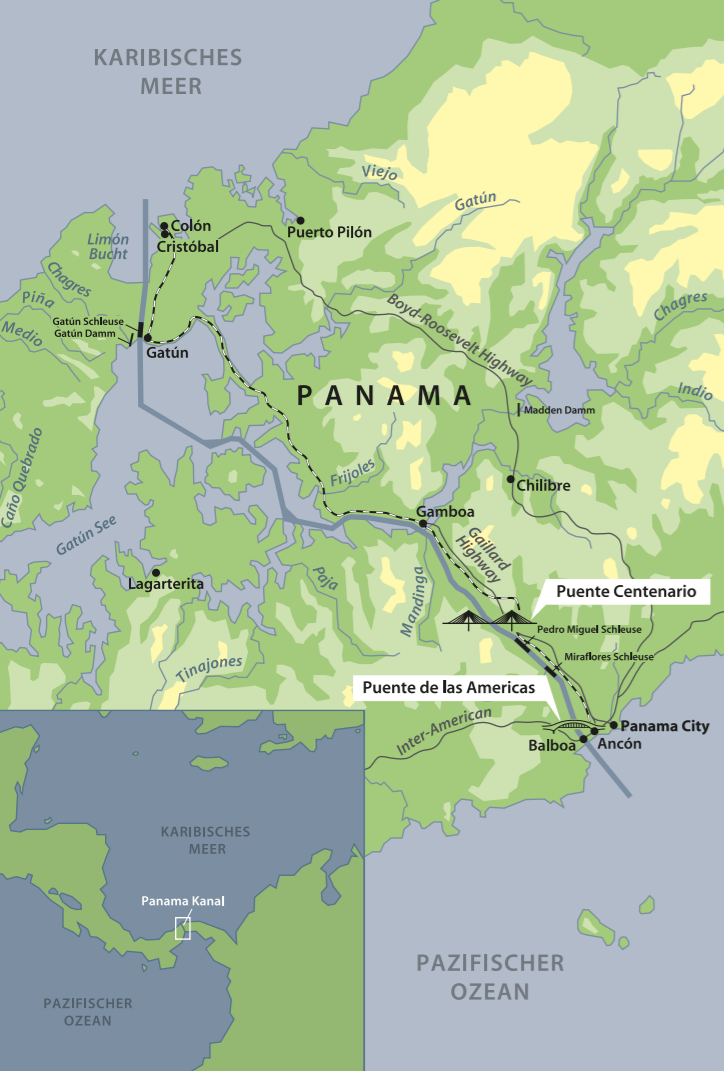 KARIBISCHES
MEER
Viejo
Gatún
Colón
Cristóbal
Puerto Pilón
Limón
Bucht
Chagres
Piña
Medio
Gatún Schleuse
Gatún Damm
Gatún
Boyd-Roosevelt Highway
Chagres
Indio
PANAMA
Madden Damm
Caño Quebrado
Frijoles
Chilibre
Gamboa
Gatún See
Gaillard
Highway
Lagarterita
Paja
Mandinga
Puente Centenario
Pedro Miguel Schleuse
Miraflores Schleuse
Tinajones
Puente de las Americas
Inter-American
Panama City
Balboa
Ancón
KARIBISCHES
MEER
Panama Kanal
PAZIFISCHER
OZEAN
PAZIFISCHER
OZEAN